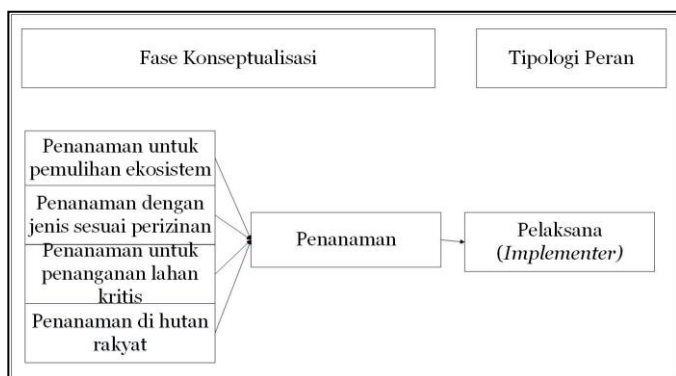 Fase Konseptualisasi
Tipologi Peran
Penanaman untuk
pemulihan ekosistem
Penanaman dengan
jenis sesuai perizinan
Penanaman untuk
penanganan lahan
kritis
Penanaman di hutan
rakyat
Penanaman
Pelaksana
(Implementer)